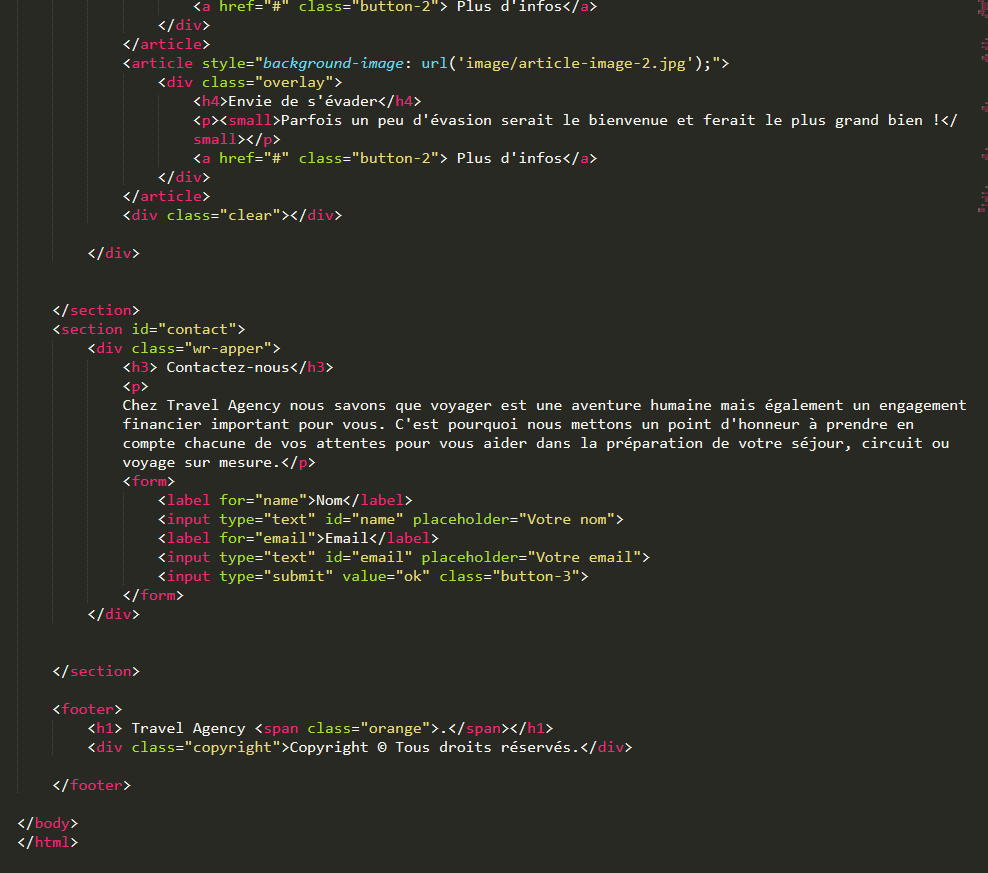 <a href="#" class="button-2"> Plus d'infos</a>
</div>
</article>
<article style="background-image: url('image/article-image-2.jpg');">
<div class="overlay">
<h4>Envie de s'évader</h4>
<p><small>Parfois un peu d'évasion serait le bienvenue et ferait le plus grand bien !</
small></p>
<a href="#" class="button-2"> Plus d'infos</a>
</div>
</article>
<div class="clear"></div>
</div>
</section>
<section id="contact">
<div class="wr-apper">
<h3> Contactez-nous</h3>
<p>
Chez Travel Agency nous savons que voyager est une aventure humaine mais également un engagement
financier important pour vous. C'est pourquoi nous mettons un point d'honneur à prendre en
compte chacune de vos attentes pour vous aider dans la préparation de votre séjour, circuit ou
voyage sur mesure.</p>
<form>
<label for="name">Nom</label>
<input type="text" id="name" placeholder="Votre nom">
<label for="email">Email</label>
<input type="text" id="email" placeholder="Votre email">
<input type="submit" value="ok" class="button-3">
</form>
</div>
</section>
<footer>
<h1> Travel Agency <span class="orange">.</span></h1>
<div class="copyright">Copyright © Tous droits réservés.</div>
</footer>
</body>
</html>